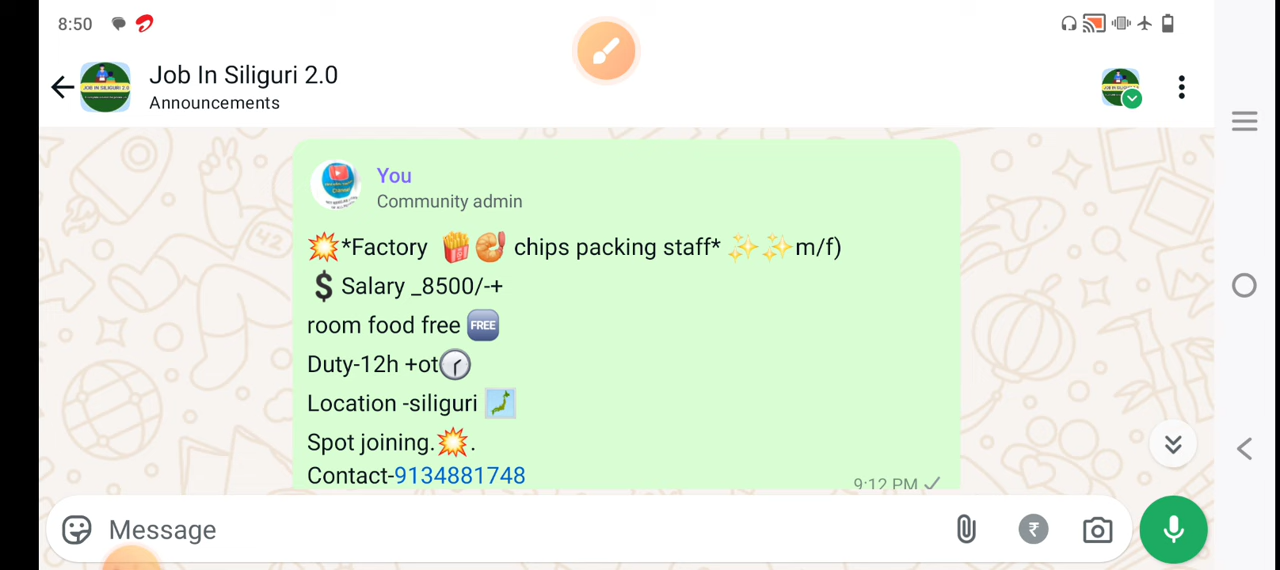 8:50
Job In Siliguri 2.0
Announcements
You
Community admin
💥*Factory 🍟🍤 chips packing staff* ✨✨m/f)
💲 Salary _8500/-+
room food free 🆓
Duty-12h +ot🕝
Location -siliguri 🗾
Spot joining.💥.
Contact-9134881748
9:12 PM
Message